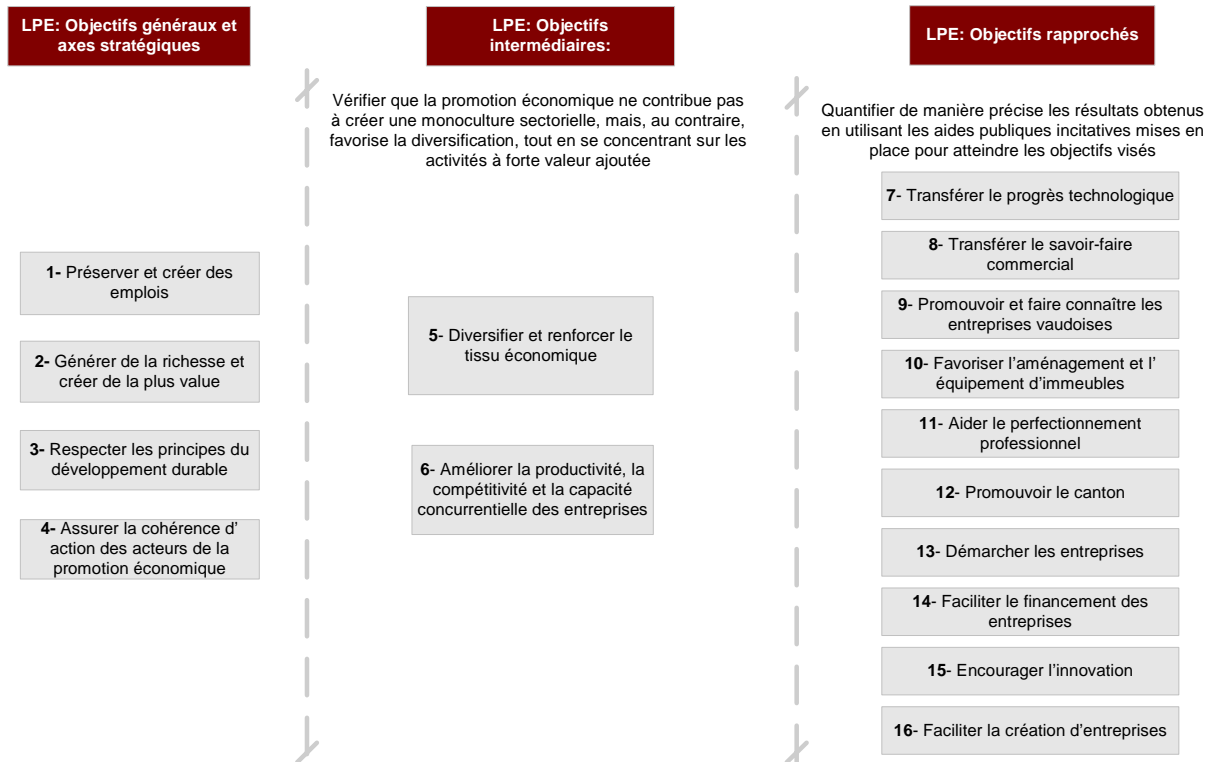 LPE: Objectifs généraux et
axes stratégiques
1- Préserver et créer des
emplois
2- Générer de la richesse et
créer de la plus value
3- Respecter les principes du
développement durable
4- Assurer la cohérence d’
action des acteurs de la
promotion économique
LPE: Objectifs
intermédiaires:
Vérifier que la promotion économique ne contribue pas
à créer une monoculture sectorielle, mais, au contraire,
favorise la diversification, tout en se concentrant sur les
activités à forte valeur ajoutée
5- Diversifier et renforcer le
tissu économique
6- Améliorer la productivité, la
compétitivité et la capacité
concurrentielle des entreprises
LPE: Objectifs rapprochés
Quantifier de manière précise les résultats obtenus
en utilisant les aides publiques incitatives mises en
place pour atteindre les objectifs visés
7- Transférer le progrès technologique
8- Transférer le savoir-faire
commercial
9- Promouvoir et faire connaître les
entreprises vaudoises
10- Favoriser l’aménagement et l’
équipement d’immeubles
11- Aider le perfectionnement
professionnel
12- Promouvoir le canton
13- Démarcher les entreprises
14- Faciliter le financement des
entreprises
15- Encourager l’innovation
16- Faciliter la création d’entreprises